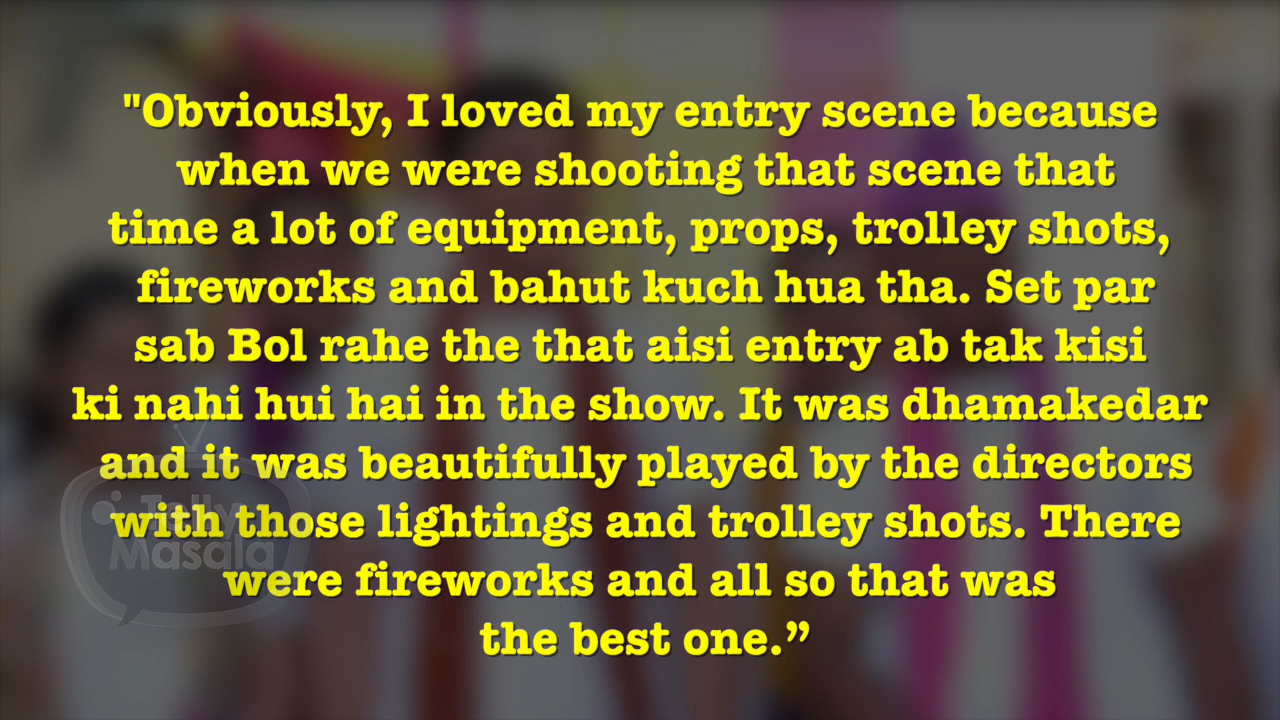 "Obviously, I loved my entry scene because
when we were shooting that scene that
time a lot of equipment, props, trolley shots,
fireworks and bahut kuch hua tha. Set par
sab Bol rahe the that aisi entry ab tak kisi
ki nahi hui hai in the show. It was dhamakedar
and it was beautifully played by the directors
with those lightings and trolley shots. There
were fireworks and all so that was
the best one.”
Telly
Masala